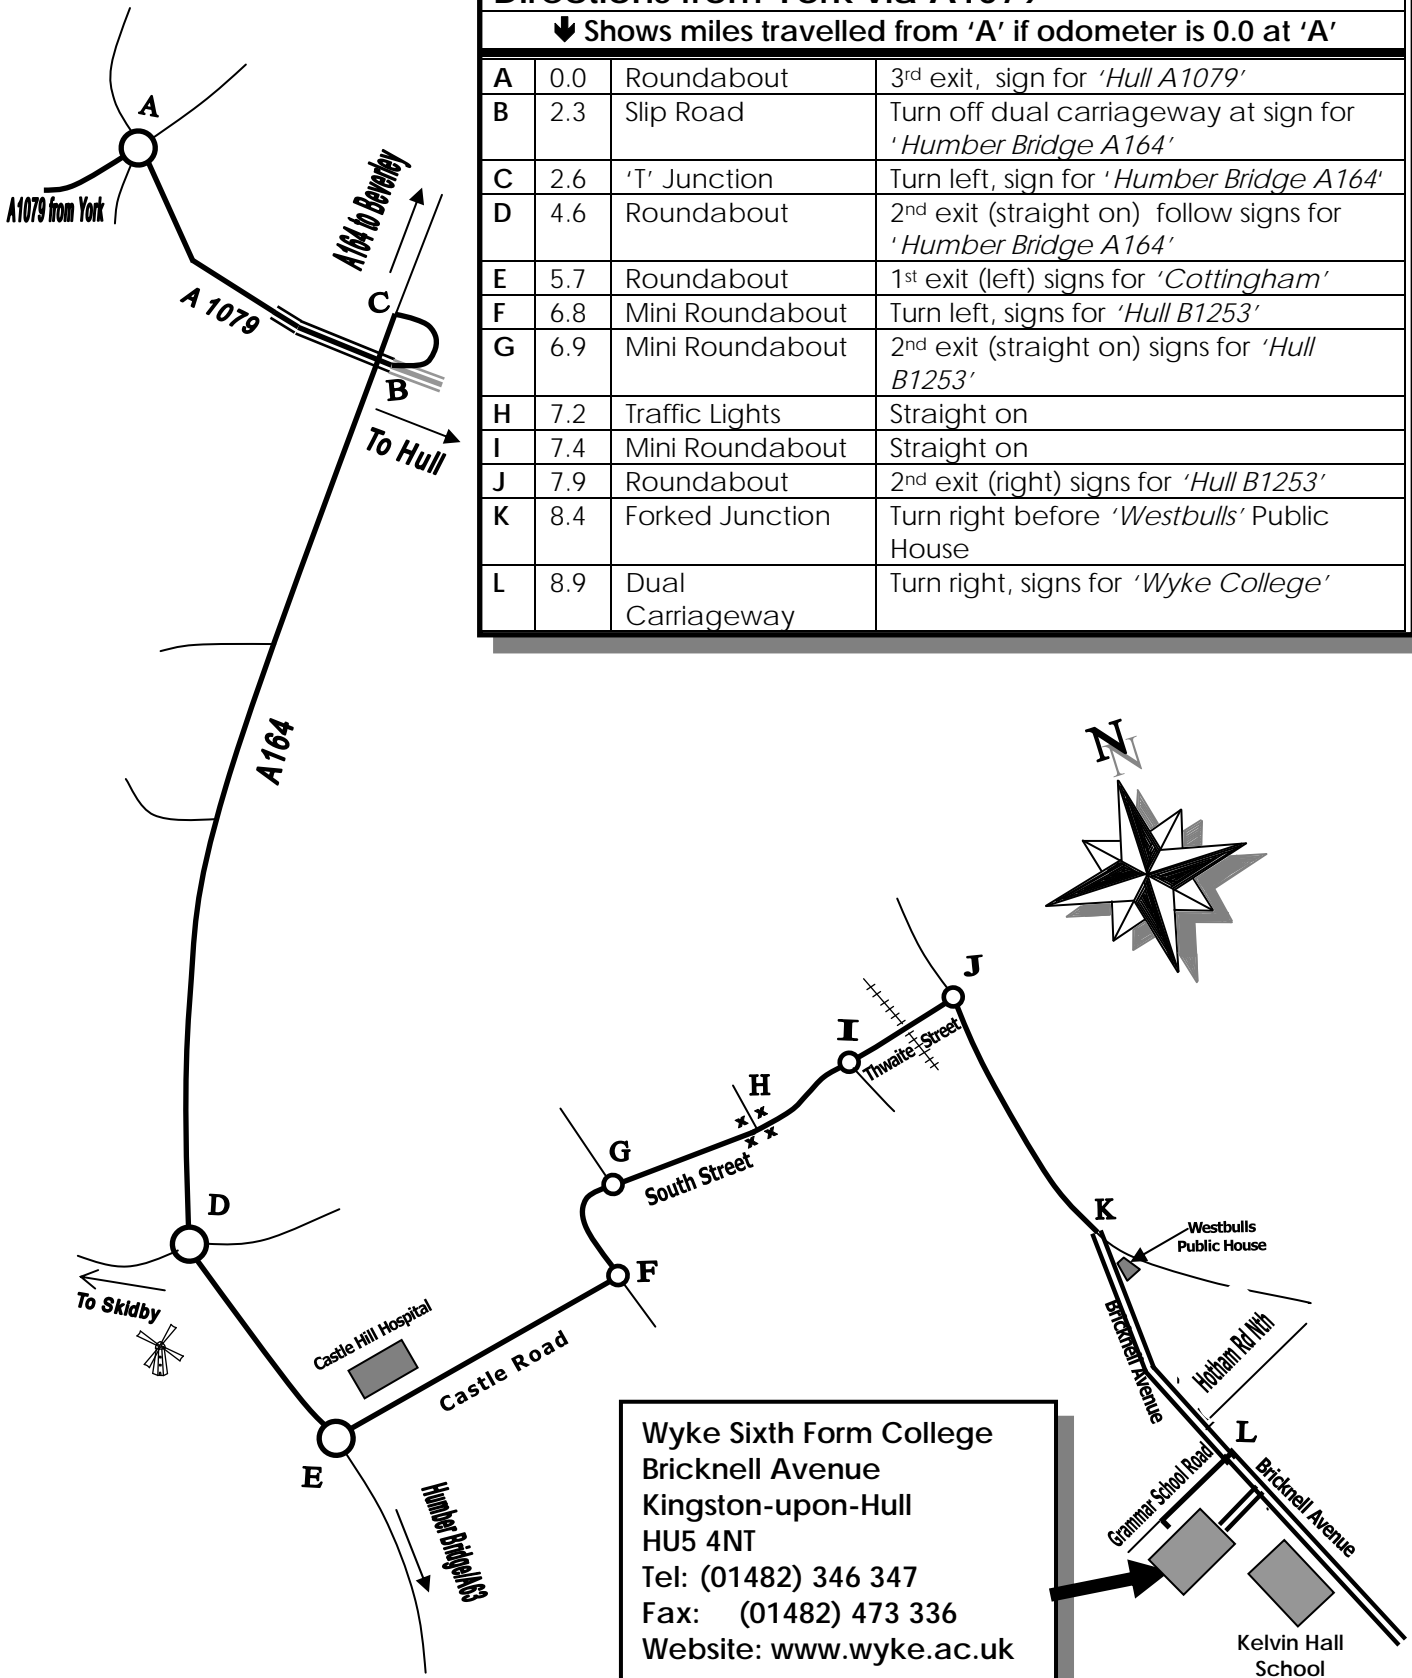 Directions from York via A1079
🡻 Shows miles travelled from ‘A’ if odometer is 0.0 at ‘A’
A 0.0 Roundabout 3rd exit, sign for ‘Hull A1079’
B 2.3 Slip Road Turn off dual carriageway at sign for
‘Humber Bridge A164’
C 2.6 ‘T’ Junction Turn left, sign for ‘Humber Bridge A164‘
D 4.6 Roundabout 2nd exit (straight on) follow signs for
‘Humber Bridge A164’
E 5.7 Roundabout 1st exit (left) signs for ‘Cottingham’
F 6.8 Mini Roundabout Turn left, signs for ‘Hull B1253’
G 6.9 Mini Roundabout 2nd exit (straight on) signs for ‘Hull
B1253’
H 7.2 Traffic Lights Straight on
I 7.4 Mini Roundabout Straight on
J 7.9 Roundabout 2nd exit (right) signs for ‘Hull B1253’
K 8.4 Forked Junction Turn right before ‘Westbulls’ Public
House
L 8.9 Dual Turn right, signs for ‘Wyke College’
Carriageway
A
A1079 from York
A164 to Beverley
A 1079
C
B
To Hull
A164
N
N
J
I
Thwaite Street
H
G
South Street
D
F
To Skidby
Castle Hill Hospital
Castle Road
E
Humber Bridge/A63
K
Westbulls
Public House
Bricknell Avenue
Hotham Rd Nth
L
Grammar School Road
Bricknell Avenue
Wyke Sixth Form College
Bricknell Avenue
Kingston-upon-Hull
HU5 4NT
Tel: (01482) 346 347
Fax: (01482) 473 336
Website: www.wyke.ac.uk
Kelvin Hall
School